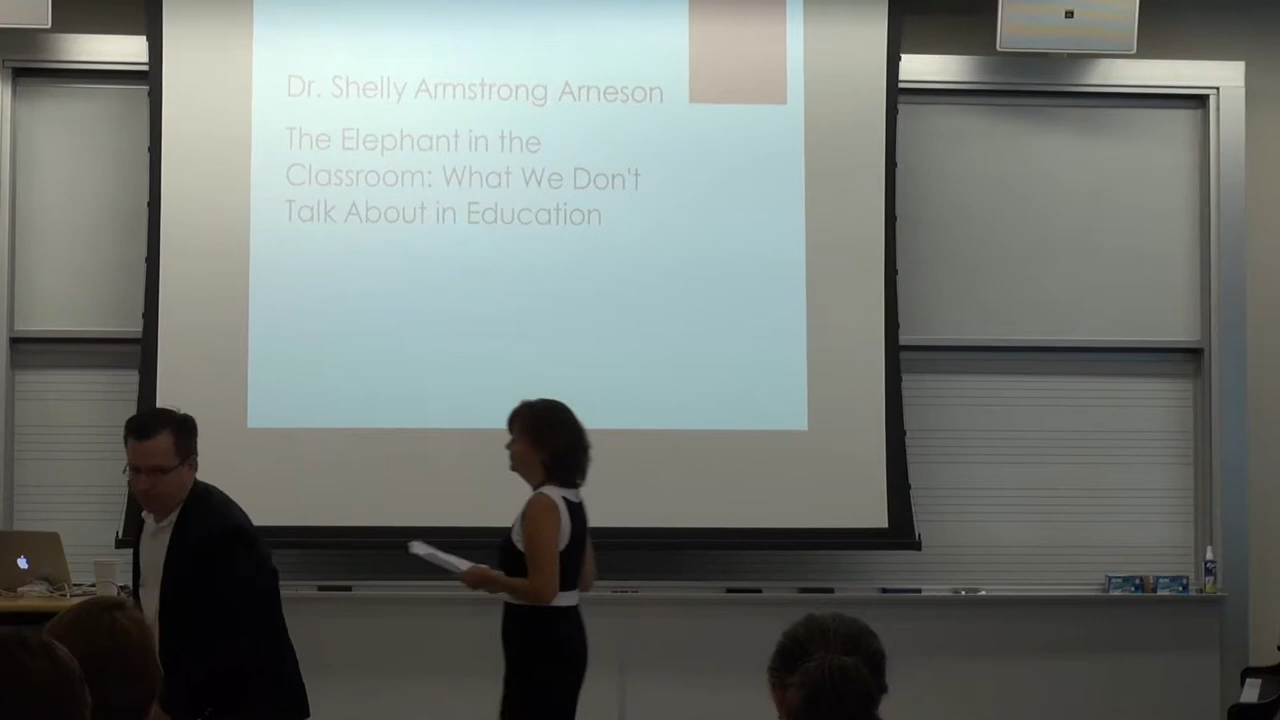 Dr. Shelly Armstrong Arneson
The Elephant in the
Classroom: What We Don't
Talk About in Education